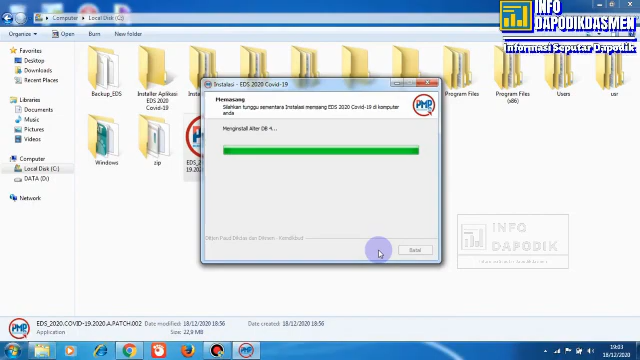 Computer ▸ Local Disk (C:) ▸
INFO
DAPODIKDASMEN
Informasi Seputar Dapodik
Organize ▾
Open
Burn
New folder
Favorites
Desktop
Downloads
Recent Places
Libraries
Documents
Music
Pictures
Videos
Computer
Local Disk (C:)
DATA (D:)
Network
Backup_EDS
Installer Aplikasi
EDS 2020
Covid-19
Program Files
Program Files
(x86)
Users
usr
Windows
zip
EDS_2020
Instalasi - EDS 2020 Covid-19
Memasang
Silahkan tunggu sementara Instalasi memasang EDS 2020 Covid-19 di komputer
anda
PMP
Menginstall Alter DB 4...
Ditjen Paud Dikdas dan Dikmen - Kemdikbud
Batal
INFO
DAPODIK
EDS_2020.COVID-19.2020.A.PATCH.002
Date modified: 18/12/2020 18:56
Date created: 18/12/2020 18:56
Application
Size: 22,9 MB
19:03
18/12/2020